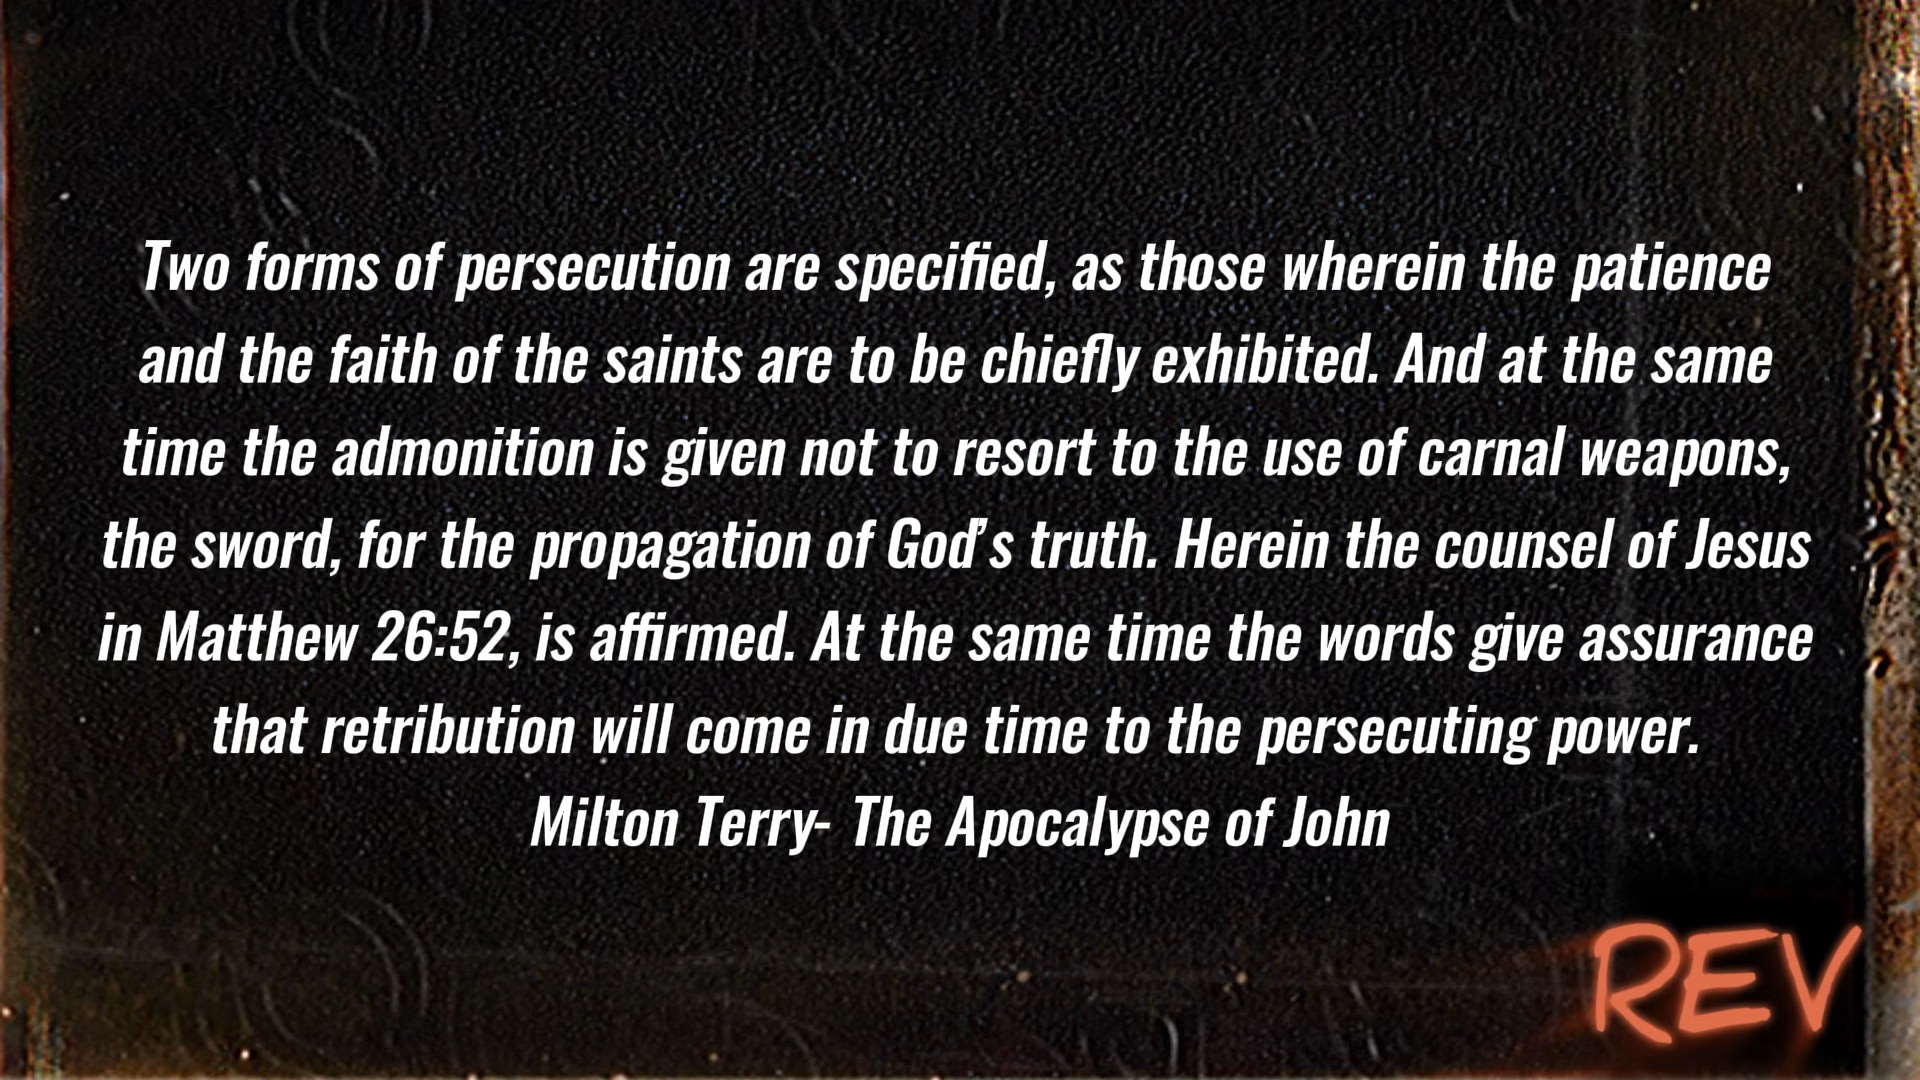 Two forms of persecution are specified, as those wherein the patience
and the faith of the saints are to be chiefly exhibited. And at the same
time the admonition is given not to resort to the use of carnal weapons,
the sword, for the propagation of God's truth. Herein the counsel of Jesus
in Matthew 26:52, is affirmed. At the same time the words give assurance
that retribution will come in due time to the persecuting power.
Milton Terry- The Apocalypse of John
REV